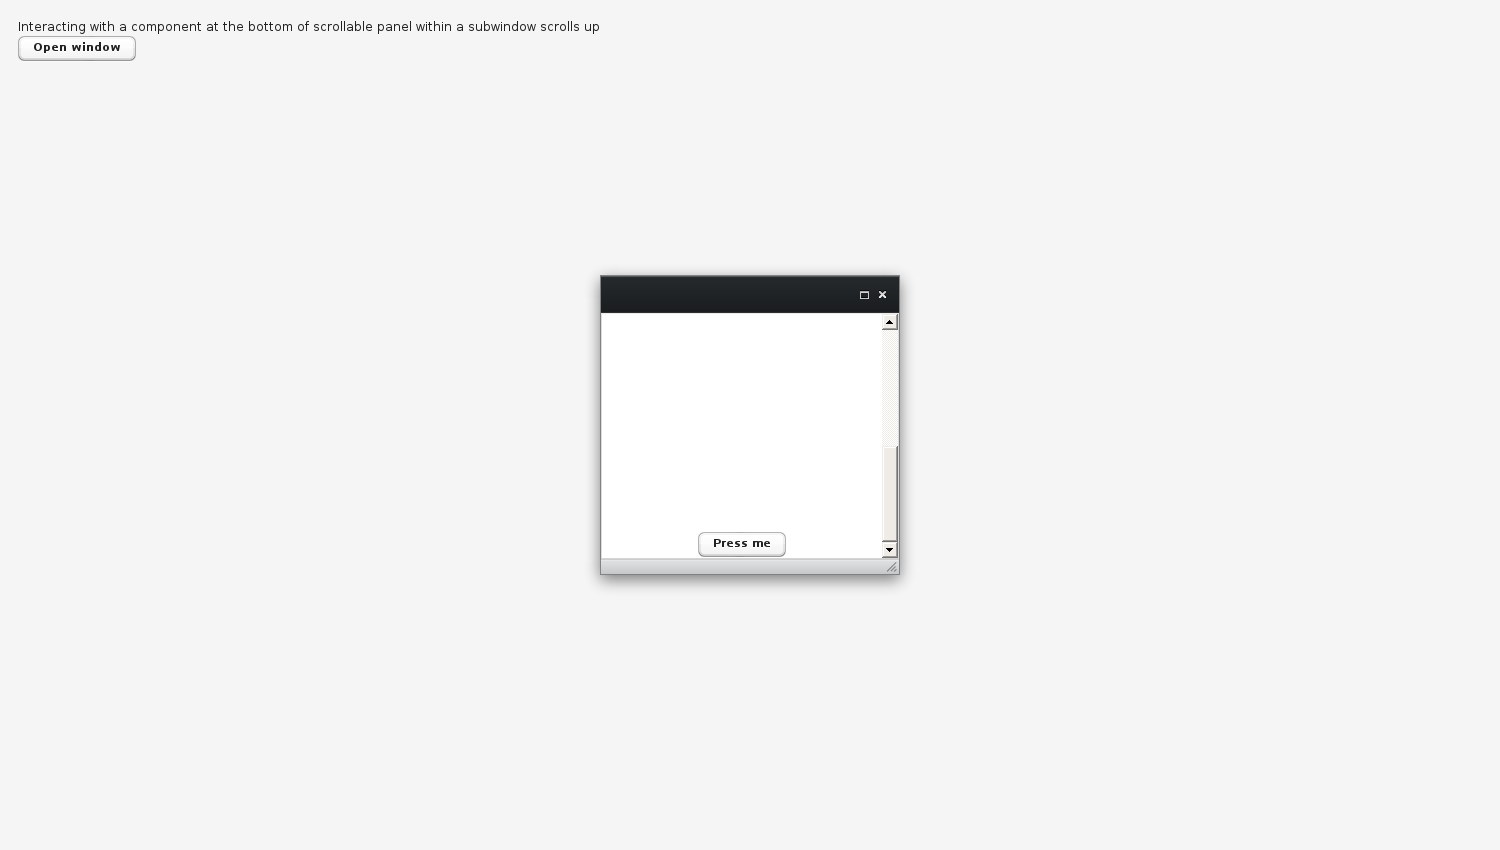 Interacting with a component at the bottom of scrollable panel within a subwindow scrolls up
Open window
Press me